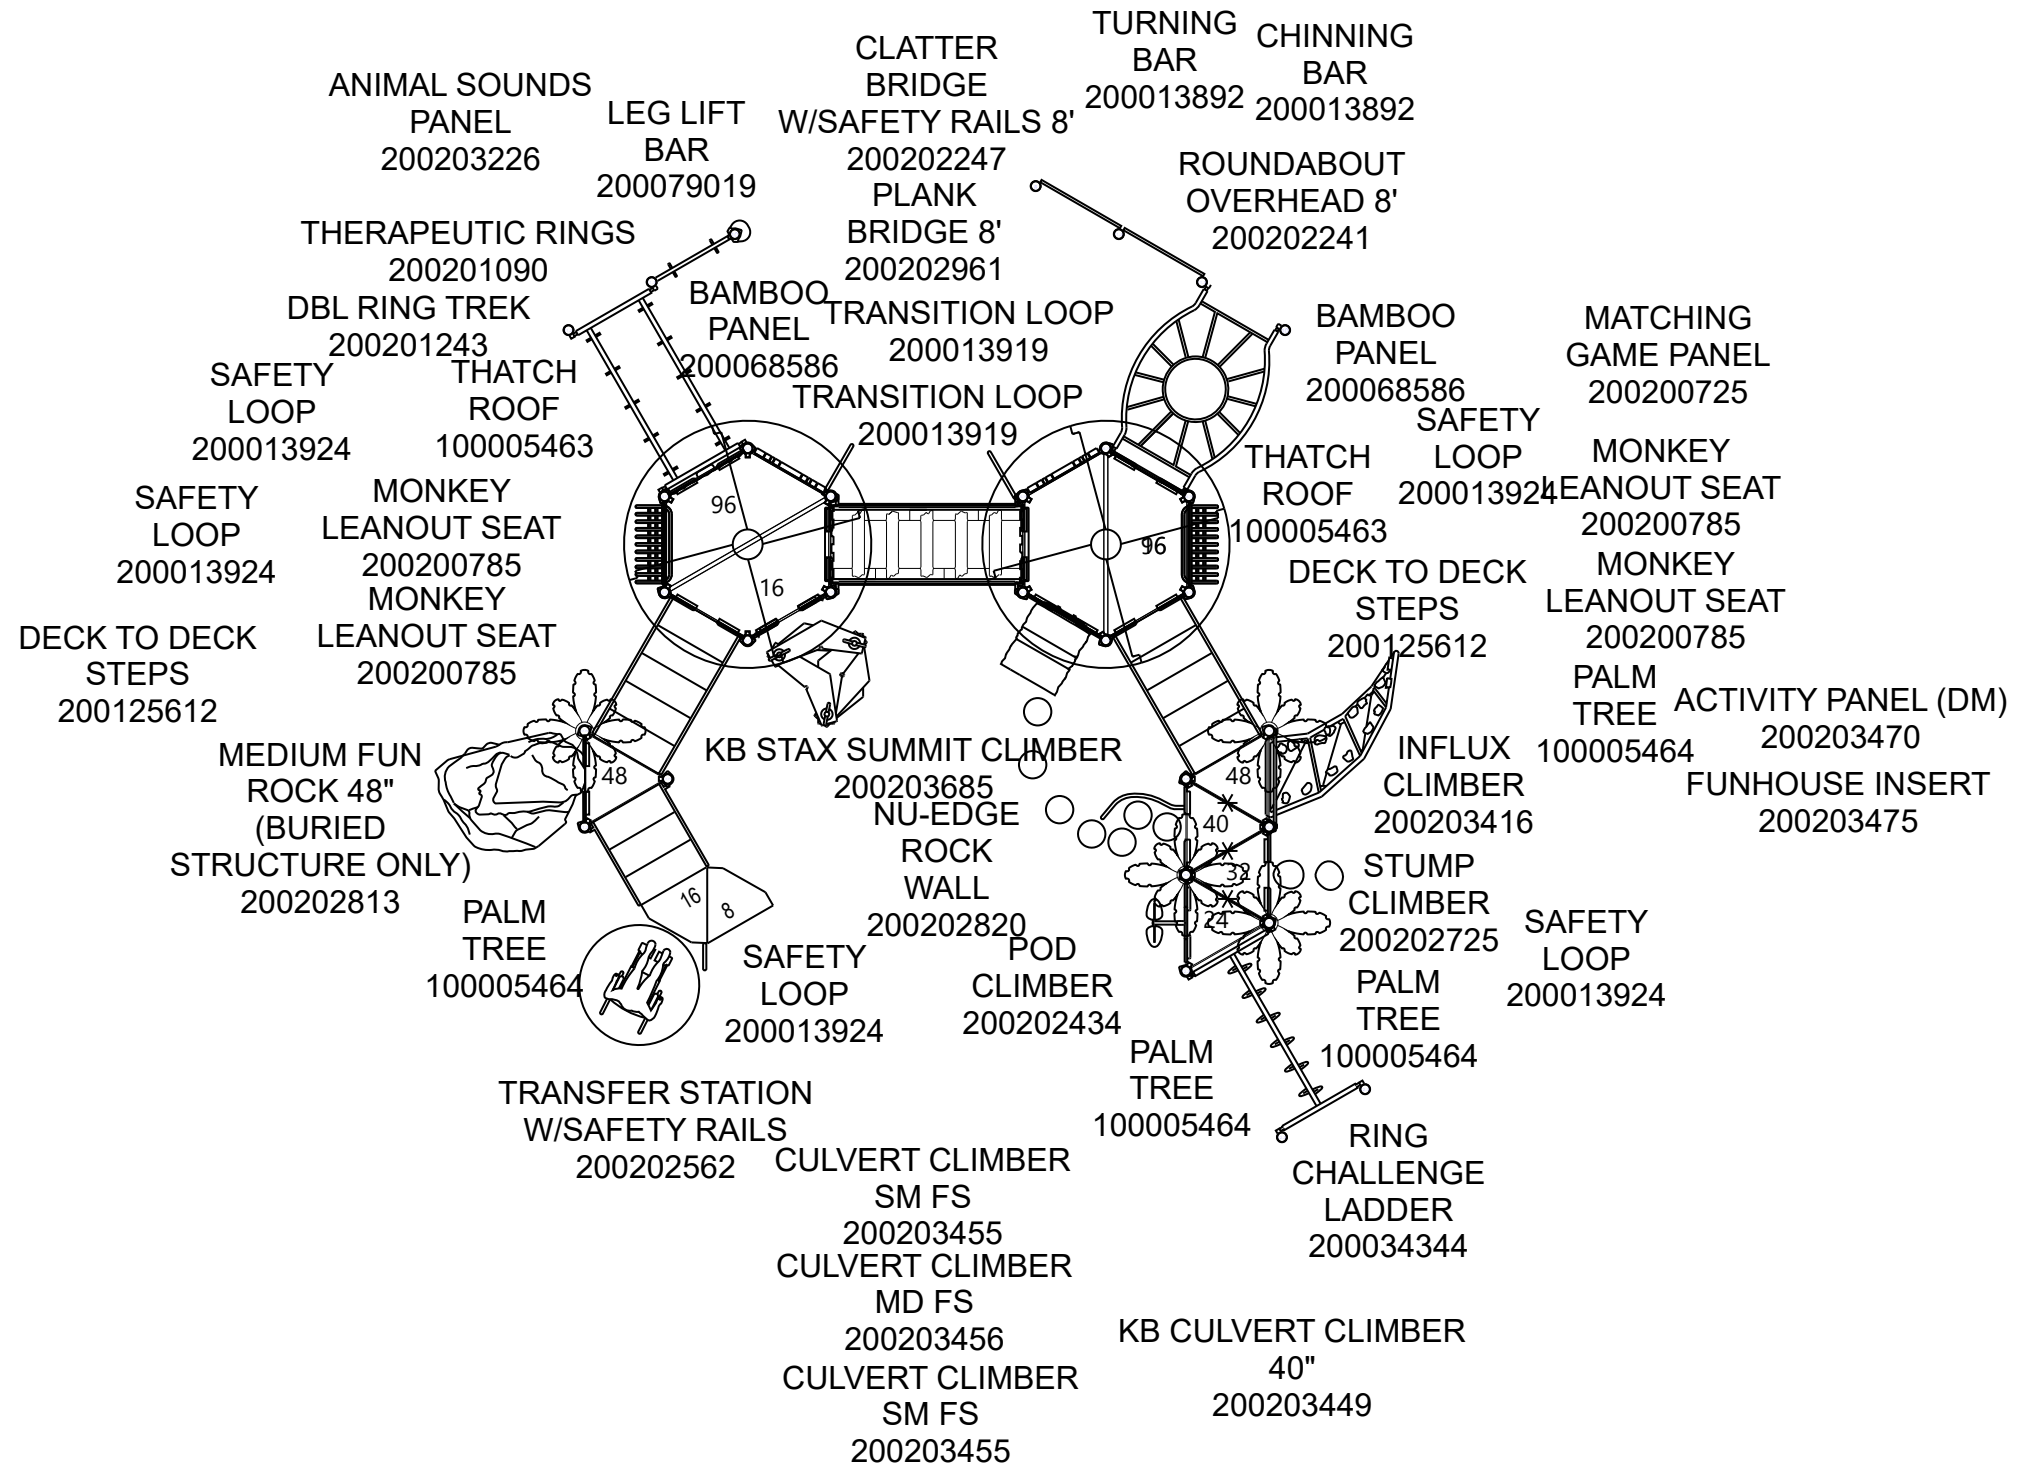 TURNING
BAR
200013892
CHINNING
BAR
200013892
CLATTER
BRIDGE
W/SAFETY RAILS 8'
200202247
ANIMAL SOUNDS
PANEL
200203226
LEG LIFT
BAR
200079019
ROUNDABOUT
OVERHEAD 8'
200202241
PLANK
BRIDGE 8'
200202961
THERAPEUTIC RINGS
200201090
DBL RING TREK
200201243
BAMBOO
PANEL
200068586
TRANSITION LOOP
200013919
BAMBOO
PANEL
200068586
MATCHING
GAME PANEL
200200725
SAFETY
LOOP
200013924
THATCH
ROOF
100005463
TRANSITION LOOP
200013919
SAFETY
LOOP
200013924
THATCH
ROOF
100005463
MONKEY
LEANOUT SEAT
200200785
SAFETY
LOOP
200013924
MONKEY
LEANOUT SEAT
200200785
96
16
96
MONKEY
LEANOUT SEAT
200200785
DECK TO DECK
STEPS
200125612
MONKEY
LEANOUT SEAT
200200785
DECK TO DECK
STEPS
200125612
PALM
TREE
100005464
ACTIVITY PANEL (DM)
200203470
MEDIUM FUN
ROCK 48"
(BURIED
STRUCTURE ONLY)
200202813
48
KB STAX SUMMIT CLIMBER
200203685
48
INFLUX
CLIMBER
200203416
FUNHOUSE INSERT
200203475
NU-EDGE
ROCK
WALL
200202820
40
32
24
STUMP
CLIMBER
200202725
16
8
PALM
TREE
100005464
SAFETY
LOOP
200013924
SAFETY
LOOP
200013924
POD
CLIMBER
200202434
PALM
TREE
100005464
PALM
TREE
100005464
TRANSFER STATION
W/SAFETY RAILS
200202562
RING
CHALLENGE
LADDER
200034344
CULVERT CLIMBER
SM FS
200203455
CULVERT CLIMBER
MD FS
200203456
KB CULVERT CLIMBER
40"
200203449
CULVERT CLIMBER
SM FS
200203455